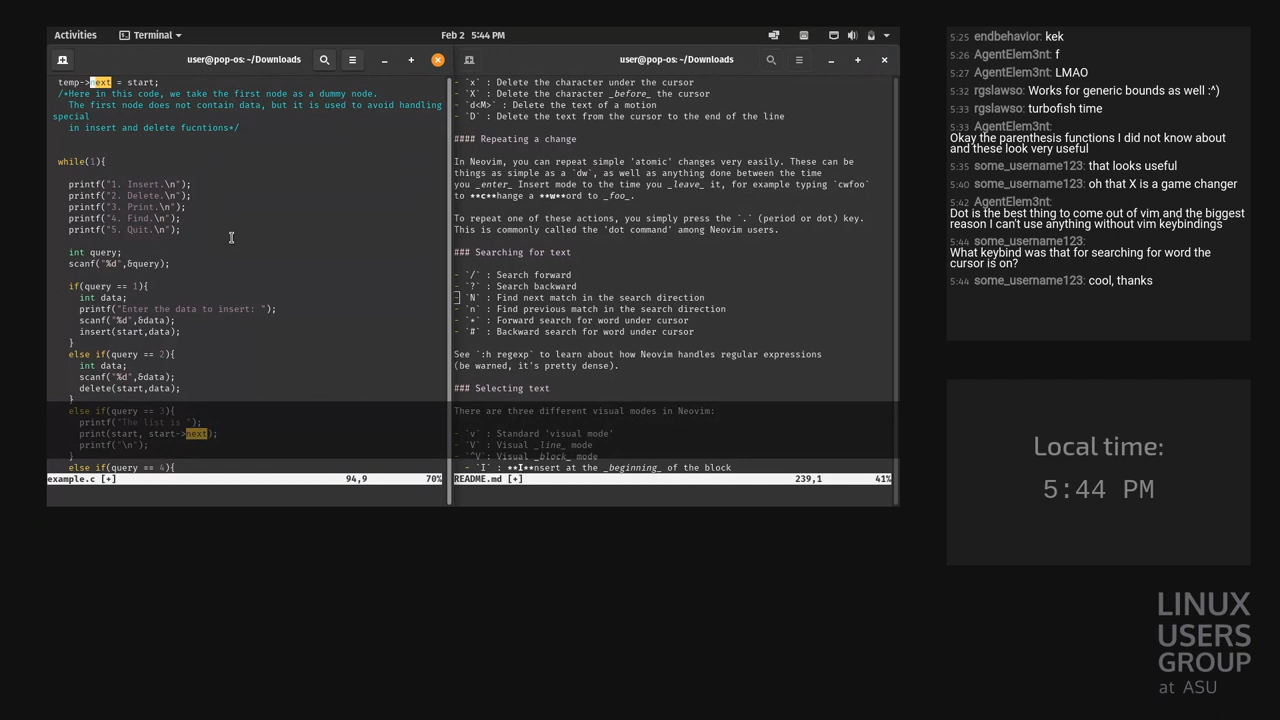 Activities
Terminal
Feb 2 5:44 PM
user@pop-os: ~/Downloads
temp->next = start;
/*Here in this code, we take the first node as a dummy node.
The first node does not contain data, but it is used to avoid handling
special
in insert and delete fucntions*/
while(1){
printf("1. Insert.\n");
printf("2. Delete.\n");
printf("3. Print.\n");
printf("4. Find.\n");
printf("5. Quit.\n");
int query;
scanf("%d",&query);
if(query == 1){
int data;
printf("Enter the data to insert: ");
scanf("%d",&data);
insert(start,data);
}
else if(query == 2){
int data;
scanf("%d",&data);
delete(start,data);
}
else if(query == 3){
printf("The list is ");
print(start, start->next);
printf("\n");
}
else if(query == 4){
example.c [+] 94,9 70%
user@pop-os: ~/Downloads
- `x` : Delete the character under the cursor
- `X` : Delete the character _before_ the cursor
- `d<M>` : Delete the text of a motion
- `D` : Delete the text from the cursor to the end of the line
#### Repeating a change
In Neovim, you can repeat simple 'atomic' changes very easily. These can be
things as simple as a `dw`, as well as anything done between the time
you _enter_ Insert mode to the time you _leave_ it, for example typing `cwfoo`
to **c**hange a **w**ord to _foo_.
To repeat one of these actions, you simply press the `.` (period or dot) key.
This is commonly called the 'dot command' among Neovim users.
### Searching for text
- `/` : Search forward
- `?` : Search backward
- `N` : Find next match in the search direction
- `n` : Find previous match in the search direction
- `*` : Forward search for word under cursor
- `#` : Backward search for word under cursor
See `:h regexp` to learn about how Neovim handles regular expressions
(be warned, it's pretty dense).
### Selecting text
There are three different visual modes in Neovim:
- `v` : Standard 'visual mode'
- `V` : Visual _line_ mode
- `^V` : Visual _block_ mode
- `I` : **I**nsert at the _beginning_ of the block
README.md [+] 239,1 41%
5:25 endbehavior: kek
5:26 AgentElem3nt: f
5:27 AgentElem3nt: LMAO
5:32 rgslawso: Works for generic bounds as well :^)
5:33 rgslawso: turbofish time
5:33 AgentElem3nt:
Okay the parenthesis functions I did not know about
and these look very useful
5:35 some_username123: that looks useful
5:40 some_username123: oh that X is a game changer
5:42 AgentElem3nt:
Dot is the best thing to come out of vim and the biggest
reason I can't use anything without vim keybindings
5:44 some_username123:
What keybind was that for searching for word the
cursor is on?
5:44 some_username123: cool, thanks
Local time:
5:44 PM
LINUX
USERS
GROUP
at ASU